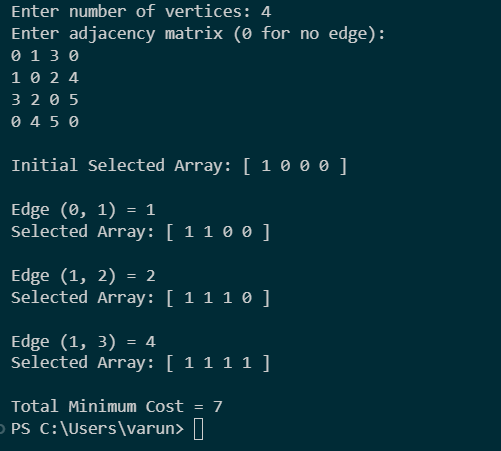 Enter number of vertices: 4
Enter adjacency matrix (0 for no edge):
0 1 3 0
1 0 2 4
3 2 0 5
0 4 5 0
Initial Selected Array: [ 1 0 0 0 ]
Edge (0, 1) = 1
Selected Array: [ 1 1 0 0 ]
Edge (1, 2) = 2
Selected Array: [ 1 1 1 0 ]
Edge (1, 3) = 4
Selected Array: [ 1 1 1 1 ]
Total Minimum Cost = 7
PS C:\Users\varun>